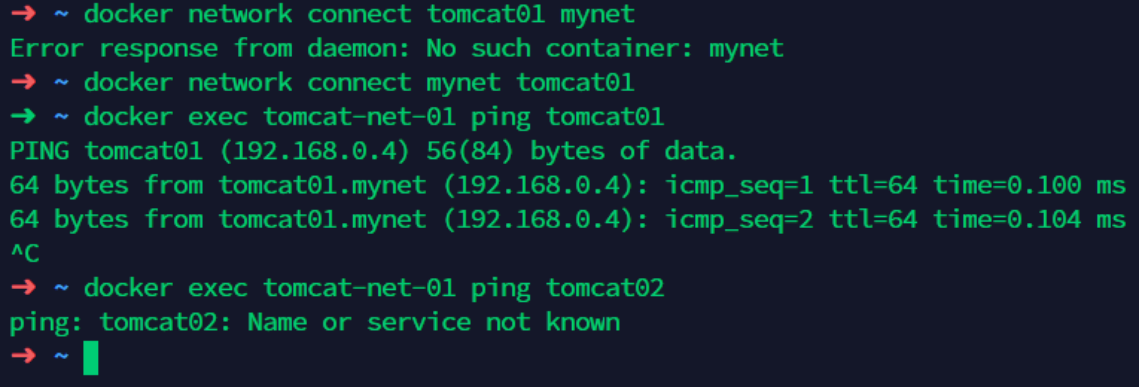 → ~ docker network connect tomcat01 mynet
Error response from daemon: No such container: mynet
→ ~ docker network connect mynet tomcat01
→ ~ docker exec tomcat-net-01 ping tomcat01
PING tomcat01 (192.168.0.4) 56(84) bytes of data.
64 bytes from tomcat01.mynet (192.168.0.4): icmp_seq=1 ttl=64 time=0.100 ms
64 bytes from tomcat01.mynet (192.168.0.4): icmp_seq=2 ttl=64 time=0.104 ms
^C
→ ~ docker exec tomcat-net-01 ping tomcat02
ping: tomcat02: Name or service not known
→ ~